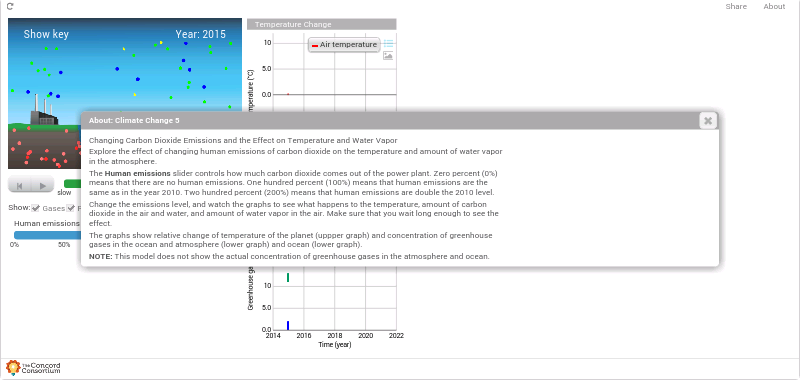 Share About
Show key
Year: 2015
Temperature Change
Air temperature
10
5.0
0.0
About: Climate Change 5
Changing Carbon Dioxide Emissions and the Effect on Temperature and Water Vapor
Explore the effect of changing human emissions of carbon dioxide on the temperature and amount of water vapor
in the atmosphere.
The Human emissions slider controls how much carbon dioxide comes out of the power plant. Zero percent (0%)
means that there are no human emissions. One hundred percent (100%) means that human emissions are the
same as in the year 2010. Two hundred percent (200%) means that human emissions are double the 2010 level.
Change the emissions level, and watch the graphs to see what happens to the temperature, amount of carbon
dioxide in the air and water, and amount of water vapor in the air. Make sure that you wait long enough to see the
effect.
The graphs show relative change of temperature of the planet (uppper graph) and concentration of greenhouse
gases in the ocean and atmosphere (lower graph) and ocean (lower graph).
NOTE: This model does not show the actual concentration of greenhouse gases in the atmosphere and ocean.
slow
Show: Gases
Human emissions
0% 50%
10
5.0
0.0
2014 2016 2018 2020 2022
Time (year)
The Concord
Consortium